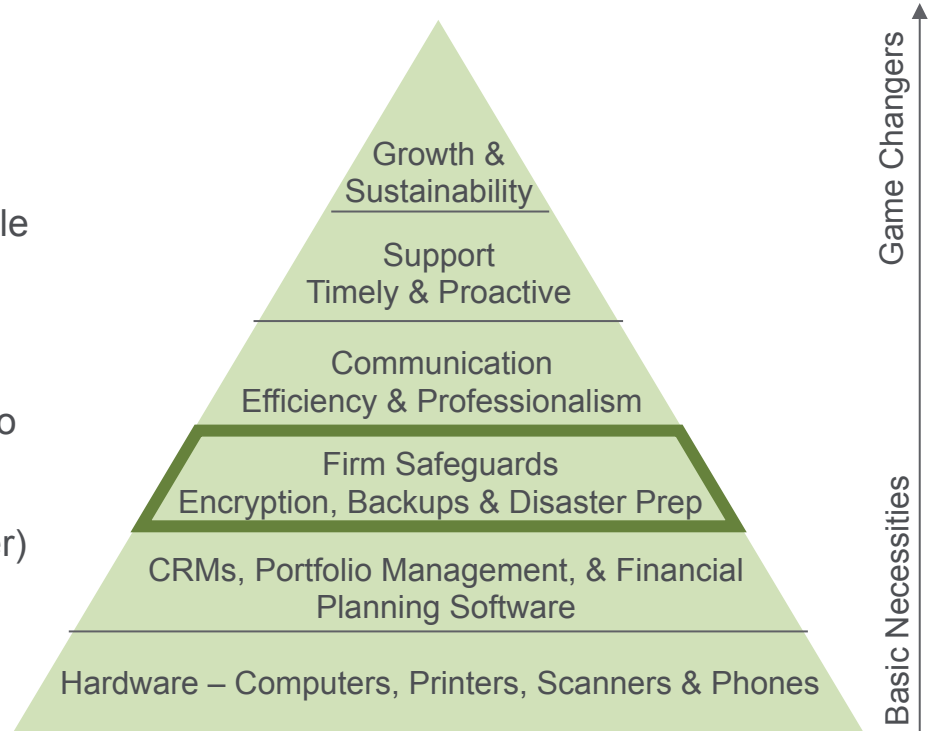 Growth &
Sustainability
Support
Timely & Proactive
Communication
Efficiency & Professionalism
Firm Safeguards
Encryption, Backups & Disaster Prep
CRMs, Portfolio Management, & Financial
Planning Software
Hardware – Computers, Printers, Scanners & Phones
Game Changers
Basic Necessities